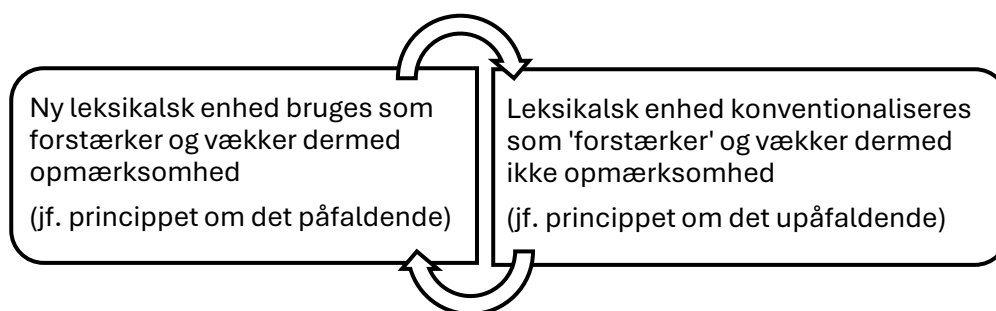 Ny leksikalsk enhed bruges som
forstærker og vækker dermed
opmærksomhed
(jf. princippet om det påfaldende)
Leksikalsk enhed konventionaliseres
som 'forstærker' og vækker dermed
ikke opmærksomhed
(jf. princippet om det upåfaldende)